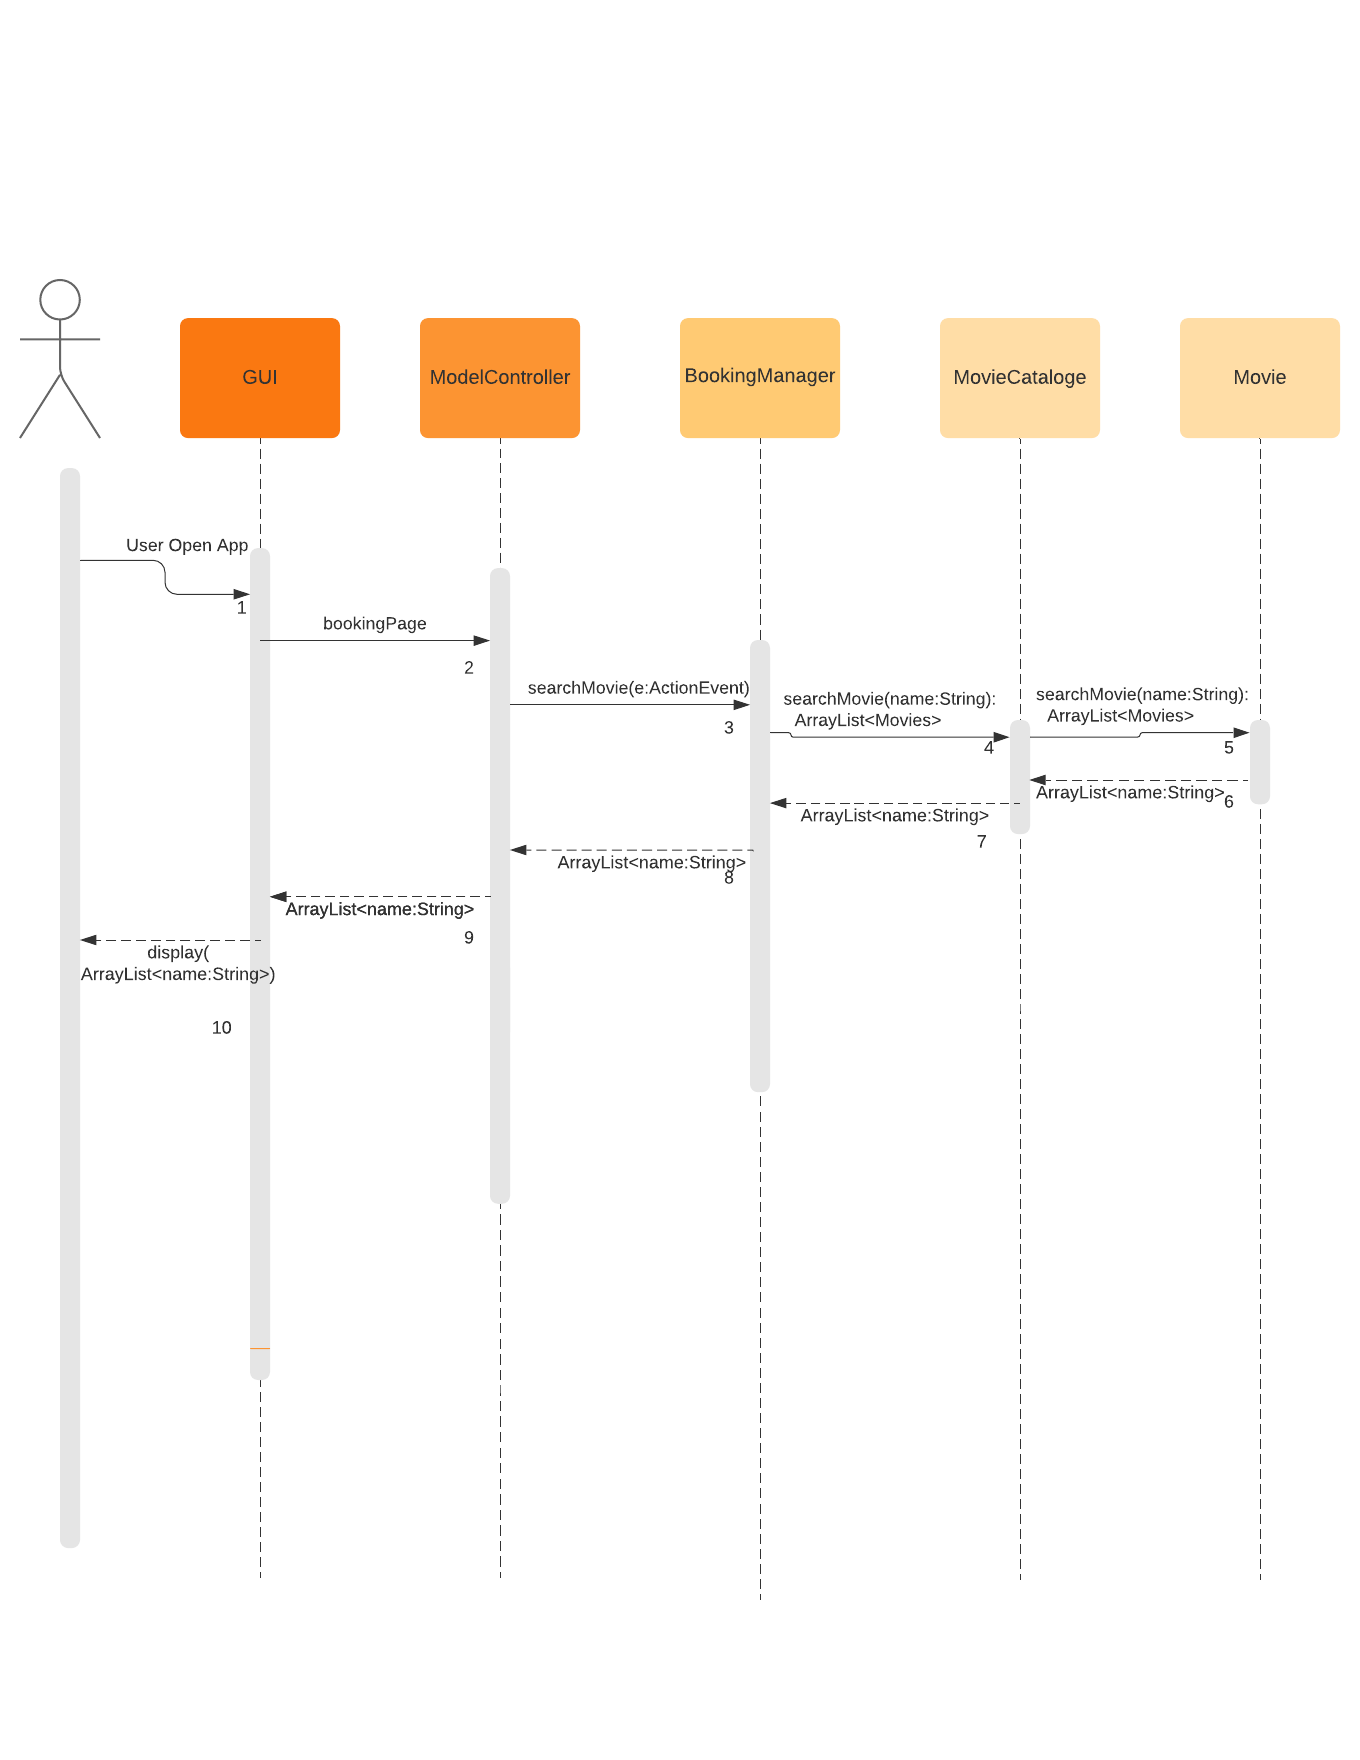 GUI
ModelController
BookingManager
MovieCataloge
Movie
User Open App
1
bookingPage
2
searchMovie(e:ActionEvent)
3
searchMovie(name:String):
ArrayList<Movies>
4
searchMovie(name:String):
ArrayList<Movies>
5
ArrayList<name:String>
6
ArrayList<name:String>
7
ArrayList<name:String>
8
ArrayList<name:String>
9
display(
ArrayList<name:String>)
10